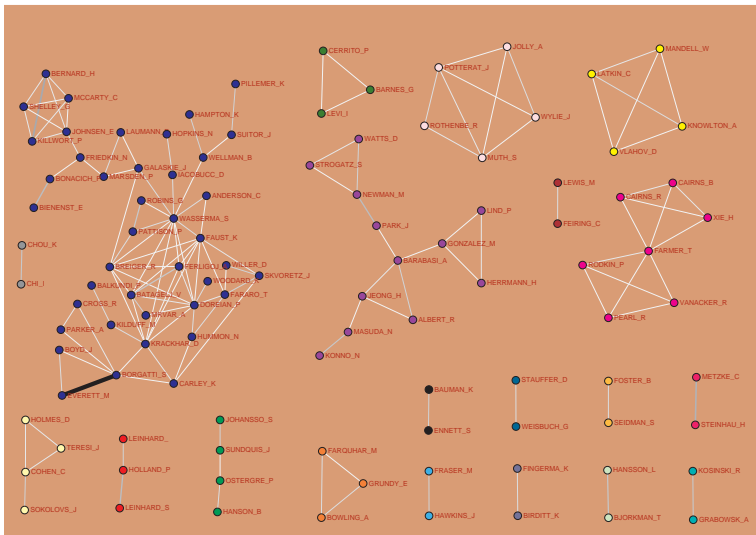 BERNARD_H
MCCARTY_C
SHELLEY_G
JOHNSEN_E
KILLWORT_P
FRIEDKIN_N
BONACICH_P
MARSDEN_P
BIENENST_E
LAUMANN_E
GALASKIE_J
PILLEMER_K
HAMPTON_K
HOPKINS_N
SUITOR_J
WELLMAN_B
IACOBUCC_D
ANDERSON_C
ROBINS_G
WASSERMA_S
PATTISON_P
FAUST_K
BREIGER_R
FERLIGOJ_
WILLER_D
SKVORETZ_J
WOODARD_K
BALKUNDI_P
BATAGELJ_V
FARARO_T
DOREIAN_P
CROSS_R
MRVAR_A
KILDUFF_M
PARKER_A
HUMMON_N
KRACKHAR_D
BOYD_J
BORGATTI_S
CARLEY_K
EVERETT_M
CHOU_K
CHI_I
CERRITO_P
BARNES_G
LEVI_I
JOLLY_A
POTTERAT_J
WYLIE_J
ROTHENBE_R
MUTH_S
MANDELL_W
LATKIN_C
KNOWLTON_A
VLAHOV_D
WATTS_D
STROGATZ_S
NEWMAN_M
PARK_J
LIND_P
GONZALEZ_M
BARABASI_A
HERRMANN_H
JEONG_H
ALBERT_R
MASUDA_N
KONNO_N
LEWIS_M
FEIRING_C
CAIRNS_B
CAIRNS_R
XIE_H
FARMER_T
RODKIN_P
VANACKER_R
PEARL_R
HOLMES_D
TERESI_J
COHEN_C
SOKOLOVS_J
LEINHARD_
HOLLAND_P
LEINHARD_S
JOHANSSO_S
SUNDQUIS_J
OSTERGRE_P
HANSON_B
FARQUHAR_M
GRUNDY_E
BOWLING_A
BAUMAN_K
ENNETT_S
FRASER_M
HAWKINS_J
STAUFFER_D
WEISBUCH_G
FINGERMA_K
BIRDITT_K
FOSTER_B
SEIDMAN_S
HANSSON_L
BJORKMAN_T
METZKE_C
STEINHAU_H
KOSINSKI_R
GRABOWSK_A